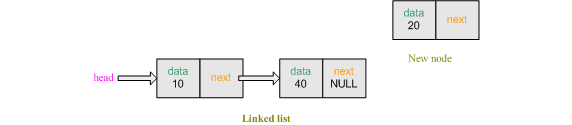 data
20
next
New node
head
data
10
next
data
40
next
NULL
Linked list